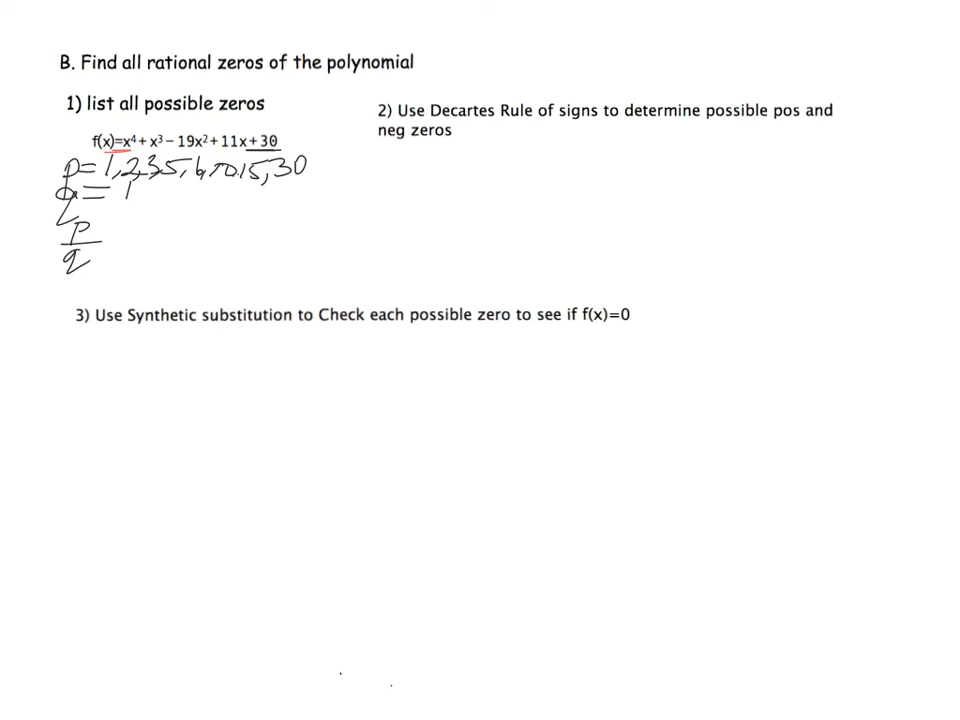 B. Find all rational zeros of the polynomial
1) list all possible zeros
f(x)=x⁴+x³−19x²+11x+30
p=1,2,3,5,6,10,15,30
q=1
p
q
2) Use Decartes Rule of signs to determine possible pos and
neg zeros
3) Use Synthetic substitution to Check each possible zero to see if f(x)=0